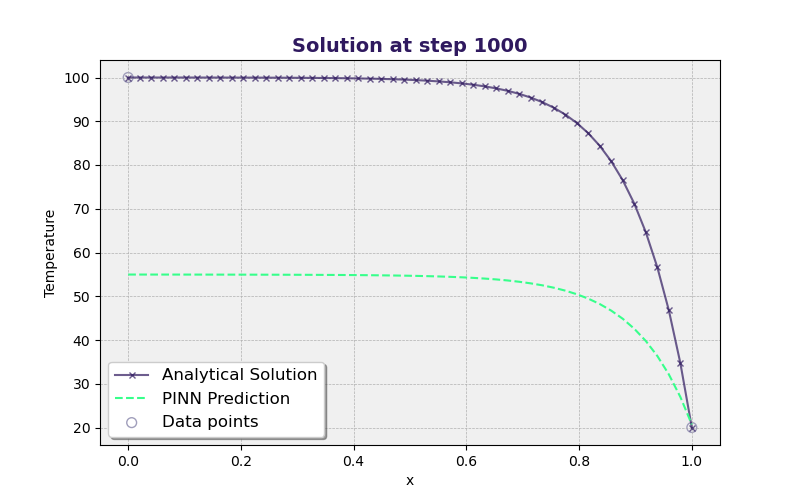 Solution at step 1000
Temperature
100
90
80
70
60
50
40
30
20
Analytical Solution
PINN Prediction
Data points
0.0 0.2 0.4 0.6 0.8 1.0
x